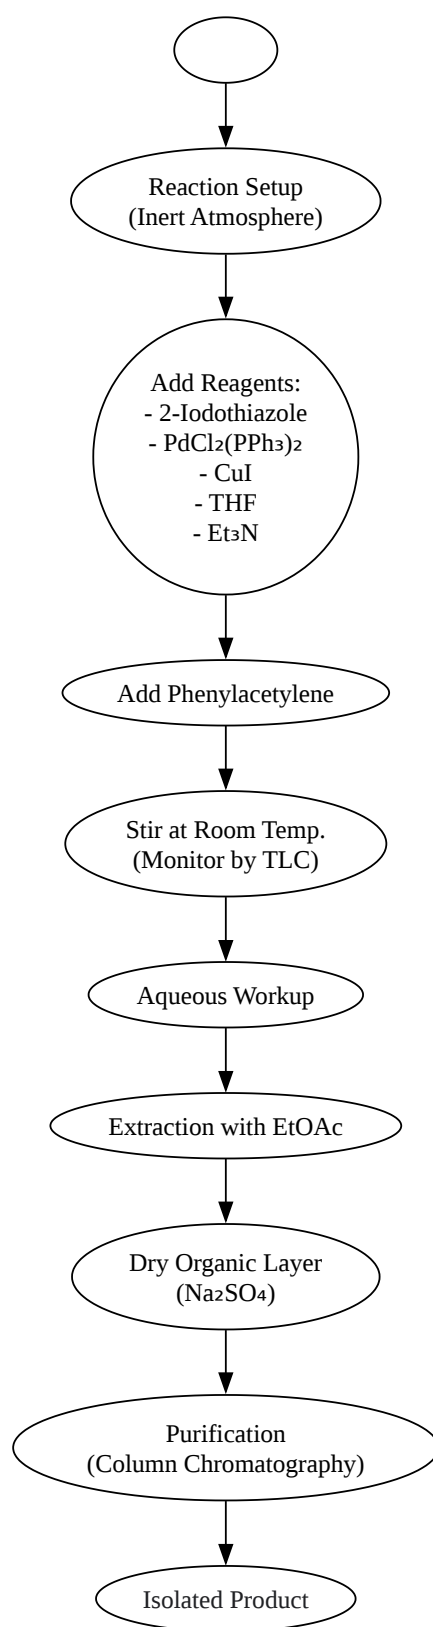 Reaction Setup
(Inert Atmosphere)
Add Reagents:
- 2-Iodothiazole
- PdCl₂(PPh₃)₂
- CuI
- THF
- Et₃N
Add Phenylacetylene
Stir at Room Temp.
(Monitor by TLC)
Aqueous Workup
Extraction with EtOAc
Dry Organic Layer
(Na₂SO₄)
Purification
(Column Chromatography)
Isolated Product